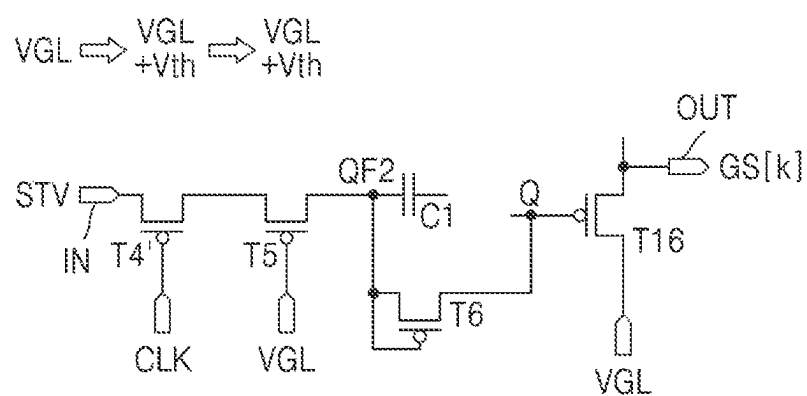 VGL ⇨ VGL +Vth ⇨ VGL +Vth
OUT
STV
QF2
Q
GS[k]
C1
IN
T4'
T5
T6
T16
CLK
VGL
VGL